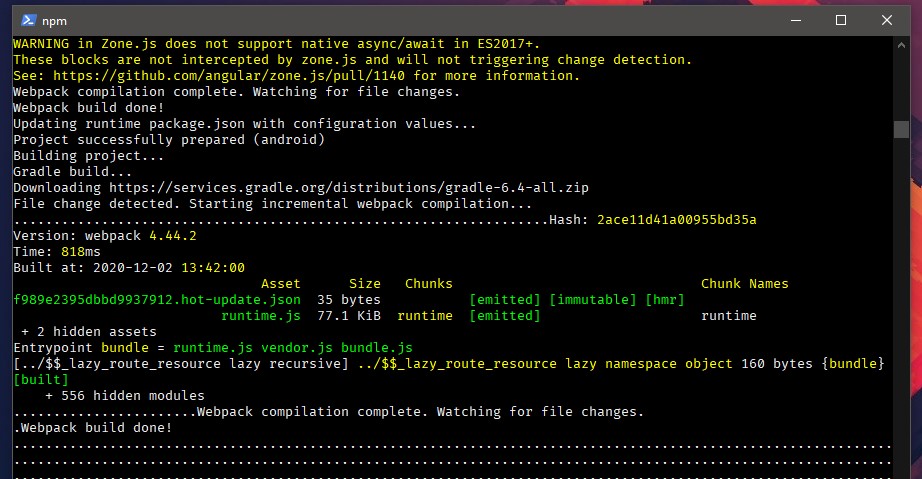 npm
WARNING in Zone.js does not support native async/await in ES2017+.
These blocks are not intercepted by zone.js and will not triggering change detection.
See: https://github.com/angular/zone.js/pull/1140 for more information.
Webpack compilation complete. Watching for file changes.
Webpack build done!
Updating runtime package.json with configuration values...
Project successfully prepared (android)
Building project...
Gradle build...
Downloading https://services.gradle.org/distributions/gradle-6.4-all.zip
File change detected. Starting incremental webpack compilation...
...................................................................Hash: 2ace11d41a00955bd35a
Version: webpack 4.44.2
Time: 818ms
Built at: 2020-12-02 13:42:00
Asset Size Chunks Chunk Names
f989e2395dbbd9937912.hot-update.json 35 bytes [emitted] [immutable] [hmr]
runtime.js 77.1 KiB runtime [emitted] runtime
+ 2 hidden assets
Entrypoint bundle = runtime.js vendor.js bundle.js
[../$$_lazy_route_resource lazy recursive] ../$$_lazy_route_resource lazy namespace object 160 bytes {bundle}
[built]
+ 556 hidden modules
.......................Webpack compilation complete. Watching for file changes.
.Webpack build done!
..............................................................................................................
..............................................................................................................
..............................................................................................................